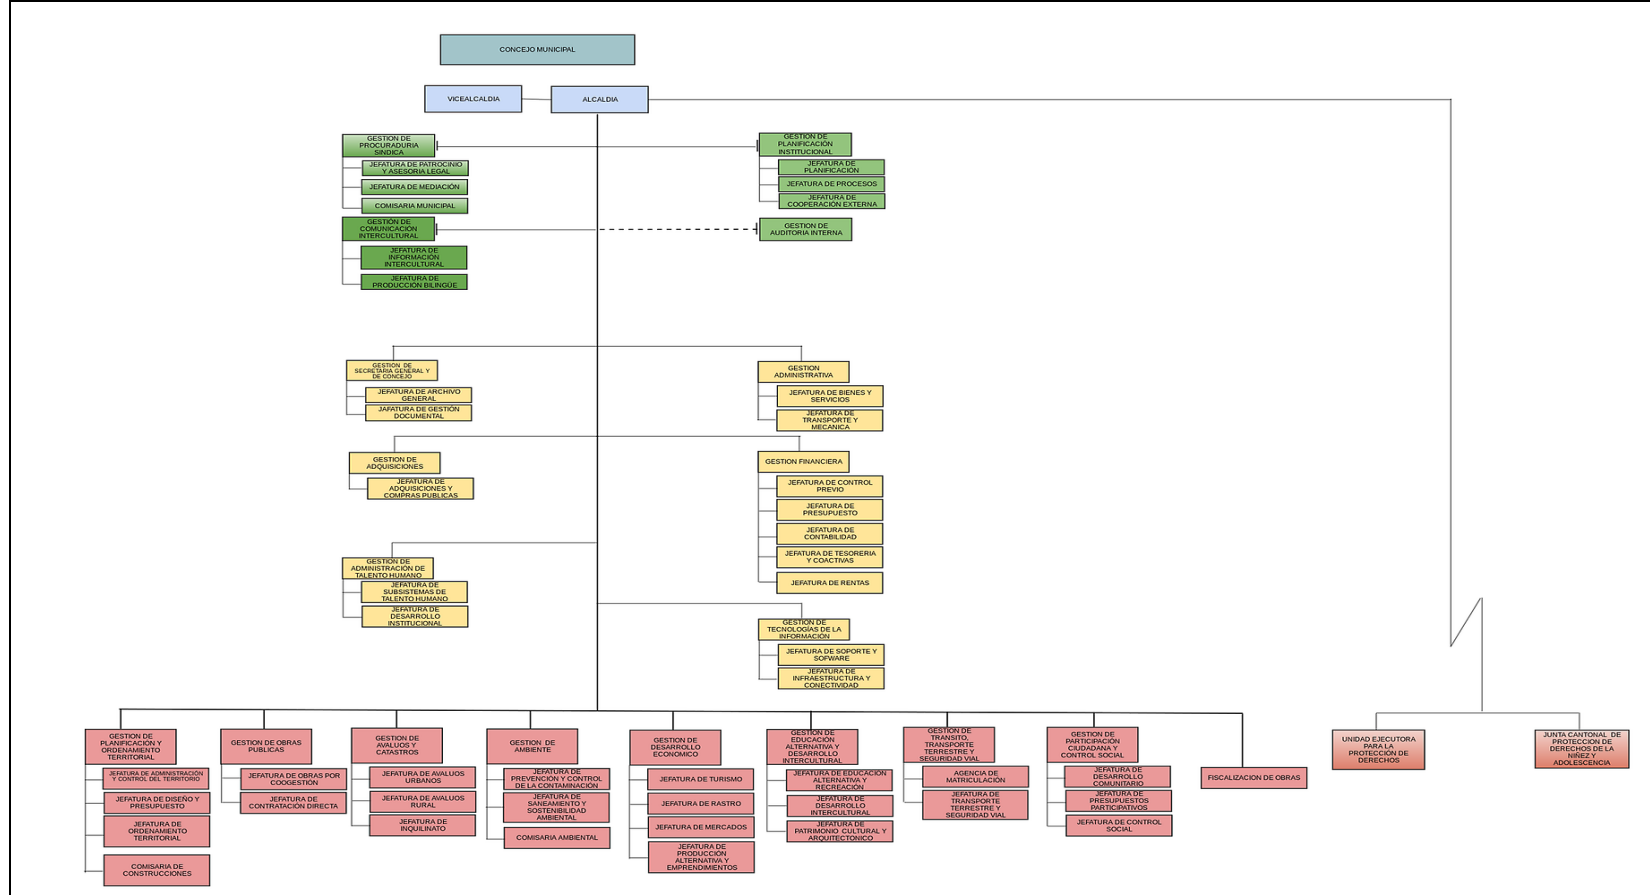 CONCEJO MUNICIPAL
VICEALCALDIA
ALCALDIA
GESTION DE
PROCURADURIA
SINDICA
JEFATURA DE PATROCINIO
Y ASESORIA LEGAL
JEFATURA DE MEDIACIÓN
COMISARIA MUNICIPAL
GESTIÓN DE
COMUNICACIÓN
INTERCULTURAL
JEFATURA DE
INFORMACIÓN
INTERCULTURAL
JEFATURA DE
PRODUCCIÓN BILINGÜE
GESTION DE
PLANIFICACIÓN
INSTITUCIONAL
JEFATURA DE
PLANIFICACIÓN
JEFATURA DE PROCESOS
JEFATURA DE
COOPERACIÓN EXTERNA
GESTION DE
AUDITORIA INTERNA
GESTION DE
SECRETARIA GENERAL Y
DE CONCEJO
JEFATURA DE ARCHIVO
GENERAL
JAFATURA DE GESTIÓN
DOCUMENTAL
GESTION
ADMINISTRATIVA
JEFATURA DE BIENES Y
SERVICIOS
JEFATURA DE
TRANSPORTE Y
MECANICA
GESTION DE
ADQUISICIONES
JEFATURA DE
ADQUISICIONES Y
COMPRAS PUBLICAS
GESTION FINANCIERA
JEFATURA DE CONTROL
PREVIO
JEFATURA DE
PRESUPUESTO
JEFATURA DE
CONTABILIDAD
JEFATURA DE TESORERIA
Y COACTIVAS
JEFATURA DE RENTAS
GESTIÓN DE
ADMINISTRACIÓN DE
TALENTO HUMANO
JEFATURA DE
SUBSISTEMAS DE
TALENTO HUMANO
JEFATURA DE
DESARROLLO
INSTITUCIONAL
GESTIÓN DE
TECNOLOGÍAS DE LA
INFORMACIÓN
JEFATURA DE SOPORTE Y
SOFWARE
JEFATURA DE
INFRAESTRUCTURA Y
CONECTIVIDAD
GESTION DE
PLANIFICACIÓN Y
ORDENAMIENTO
TERRITORIAL
JEFATURA DE ADMINISTRACIÓN
Y CONTROL DEL TERRITORIO
JEFATURA DE DISEÑO Y
PRESUPUESTO
JEFATURA DE
ORDENAMIENTO
TERRITORIAL
COMISARIA DE
CONSTRUCCIONES
GESTION DE OBRAS
PUBLICAS
JEFATURA DE OBRAS POR
COOGESTIÓN
JEFATURA DE
CONTRATACIÓN DIRECTA
GESTION DE
AVALUOS Y
CATASTROS
JEFATURA DE AVALUOS
URBANOS
JEFATURA DE AVALUOS
RURAL
JEFATURA DE
INQUILINATO
GESTION DE
AMBIENTE
JEFATURA DE
PREVENCIÓN Y CONTROL
DE LA CONTAMINACIÓN
JEFATURA DE
SANEAMIENTO Y
SOSTENIBILIDAD
AMBIENTAL
COMISARIA AMBIENTAL
GESTION DE
DESARROLLO
ECONOMICO
JEFATURA DE TURISMO
JEFATURA DE RASTRO
JEFATURA DE MERCADOS
JEFATURA DE
PRODUCCIÓN
ALTERNATIVA Y
EMPRENDIMIENTOS
GESTION DE
EDUCACIÓN
ALTERNATIVA Y
DESARROLLO
INTERCULTURAL
JEFATURA DE EDUCACIÓN
ALTERNATIVA Y
RECREACIÓN
JEFATURA DE
DESARROLLO
INTERCULTURAL
JEFATURA DE
PATRIMONIO CULTURAL Y
ARQUITECTÓNICO
GESTION DE
TRANSITO,
TRANSPORTE
TERRESTRE Y
SEGURIDAD VIAL
AGENCIA DE
MATRICULACIÓN
JEFATURA DE
TRANSPORTE
TERRESTRE Y
SEGURIDAD VIAL
GESTION DE
PARTICIPACIÓN
CIUDADANA Y
CONTROL SOCIAL
JEFATURA DE
DESARROLLO
COMUNITARIO
JEFATURA DE
PRESUPUESTOS
PARTICIPATIVOS
JEFATURA DE CONTROL
SOCIAL
FISCALIZACION DE OBRAS
UNIDAD EJECUTORA
PARA LA
PROTECCIÓN DE
DERECHOS
JUNTA CANTONAL DE
PROTECCION DE
DERECHOS DE LA
NIÑEZ Y
ADOLESCENCIA